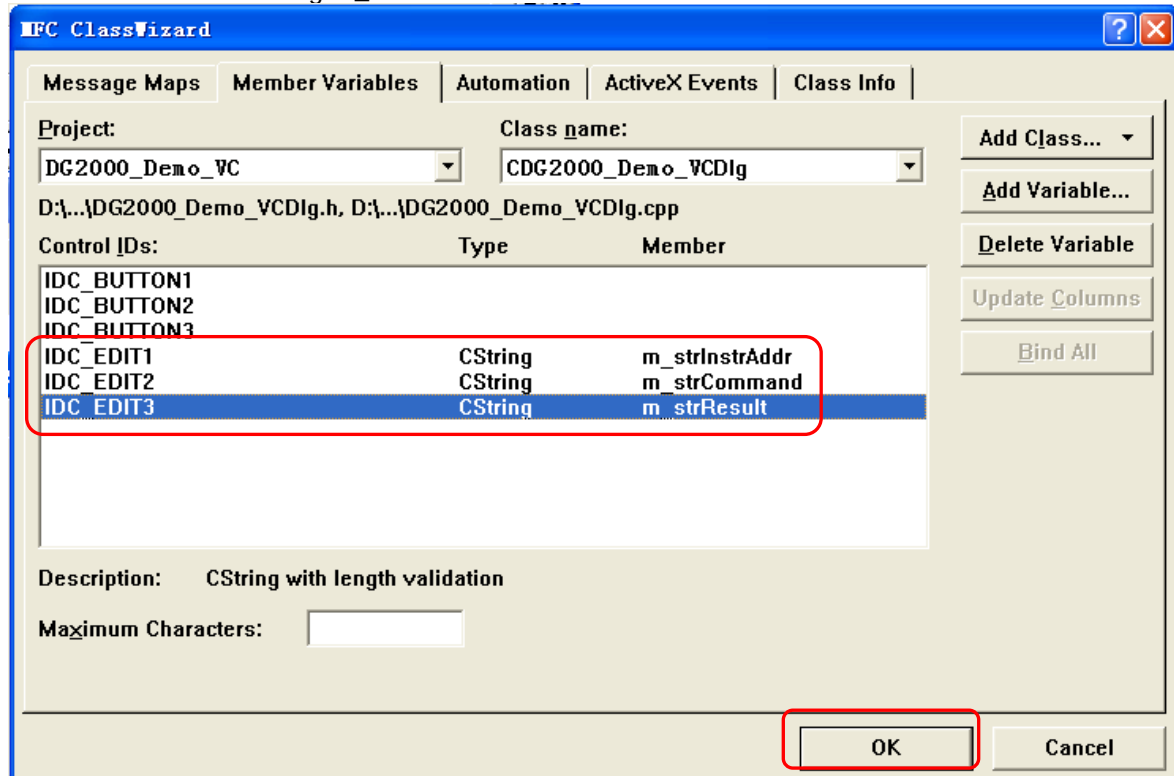 MFC ClassWizard
Message Maps Member Variables Automation ActiveX Events Class Info
Project: Class name:
Add Class...
DG2000_Demo_VC CDG2000_Demo_VCDlg
Add Variable...
D:\...\DG2000_Demo_VCDlg.h, D:\...\DG2000_Demo_VCDlg.cpp
Control IDs: Type Member
Delete Variable
IDC_BUTTON1
IDC_BUTTON2
Update Columns
IDC_BUTTON3
IDC_EDIT1 CString m_strInstrAddr
Bind All
IDC_EDIT2 CString m_strCommand
IDC_EDIT3 CString m_strResult
Description: CString with length validation
Maximum Characters:
OK Cancel